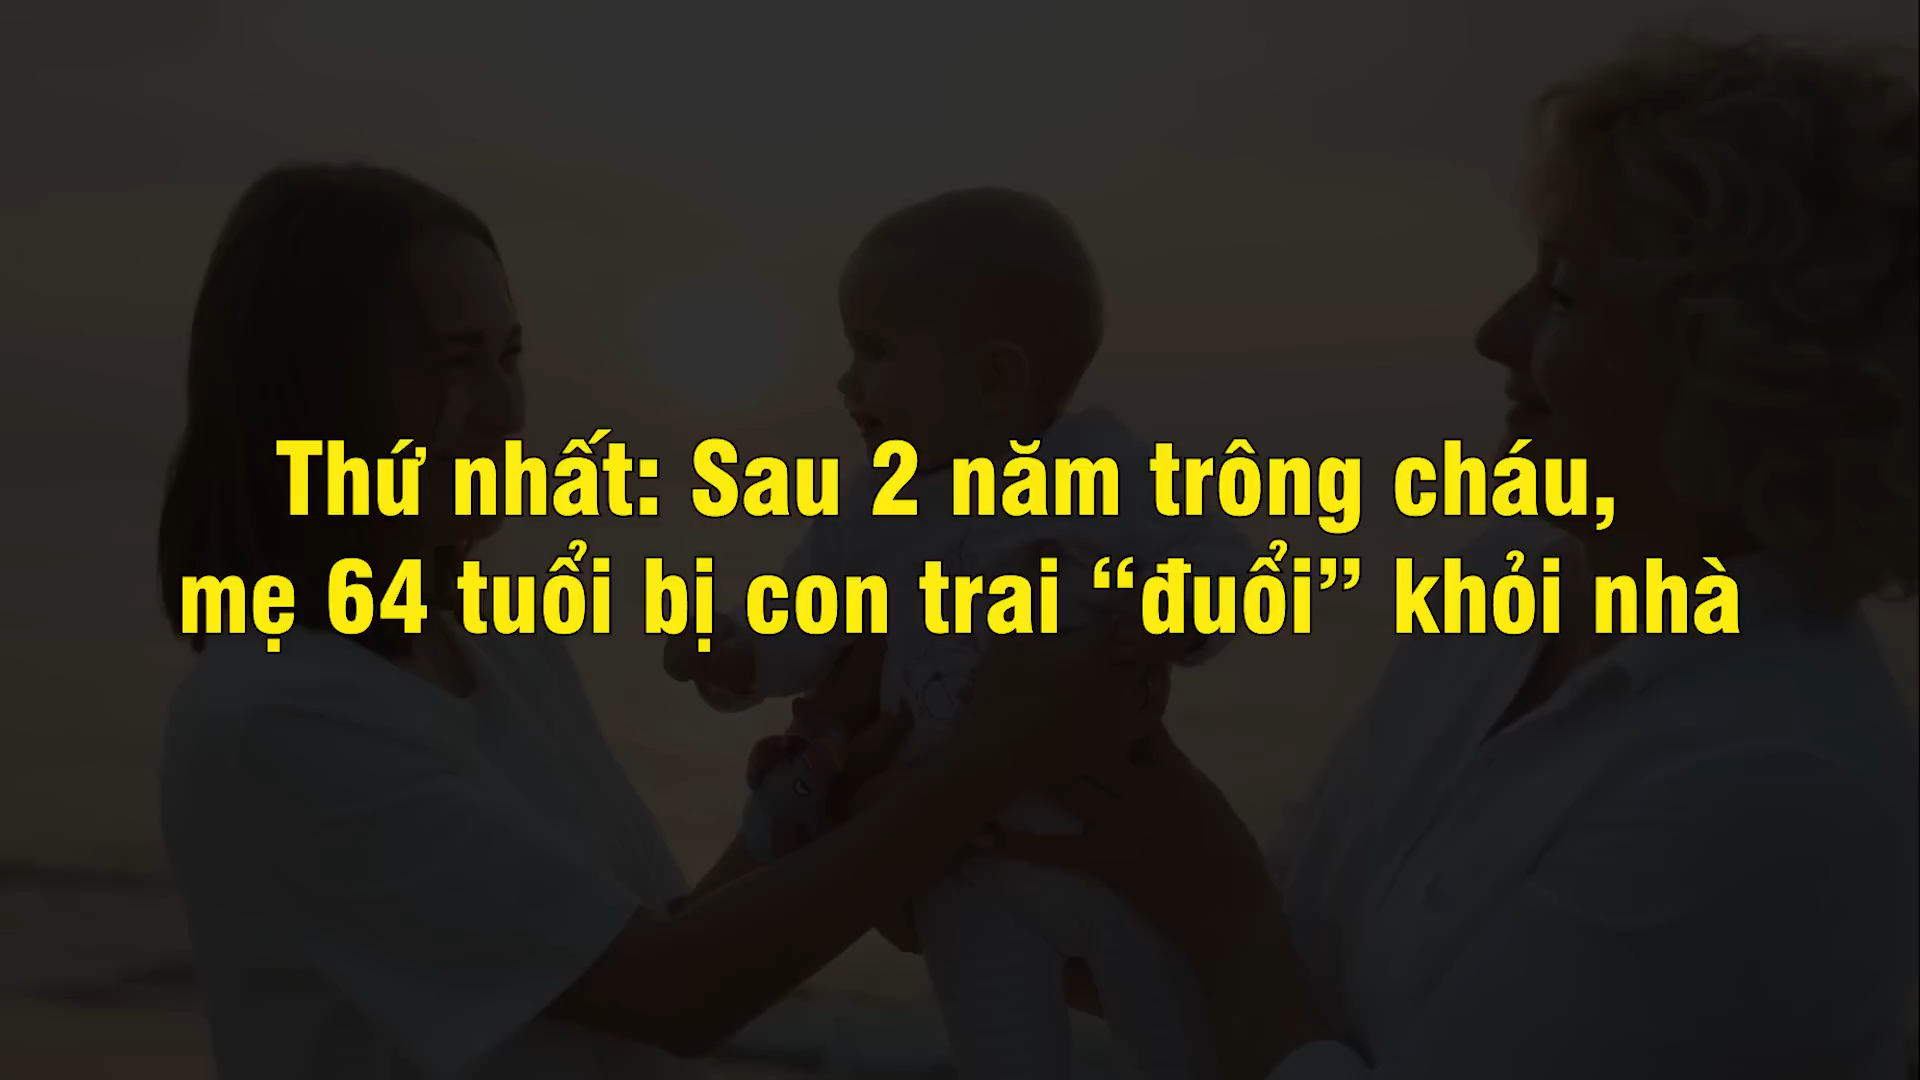 Thứ nhất: Sau 2 năm trông cháu,
mẹ 64 tuổi bị con trai “đuổi” khỏi nhà